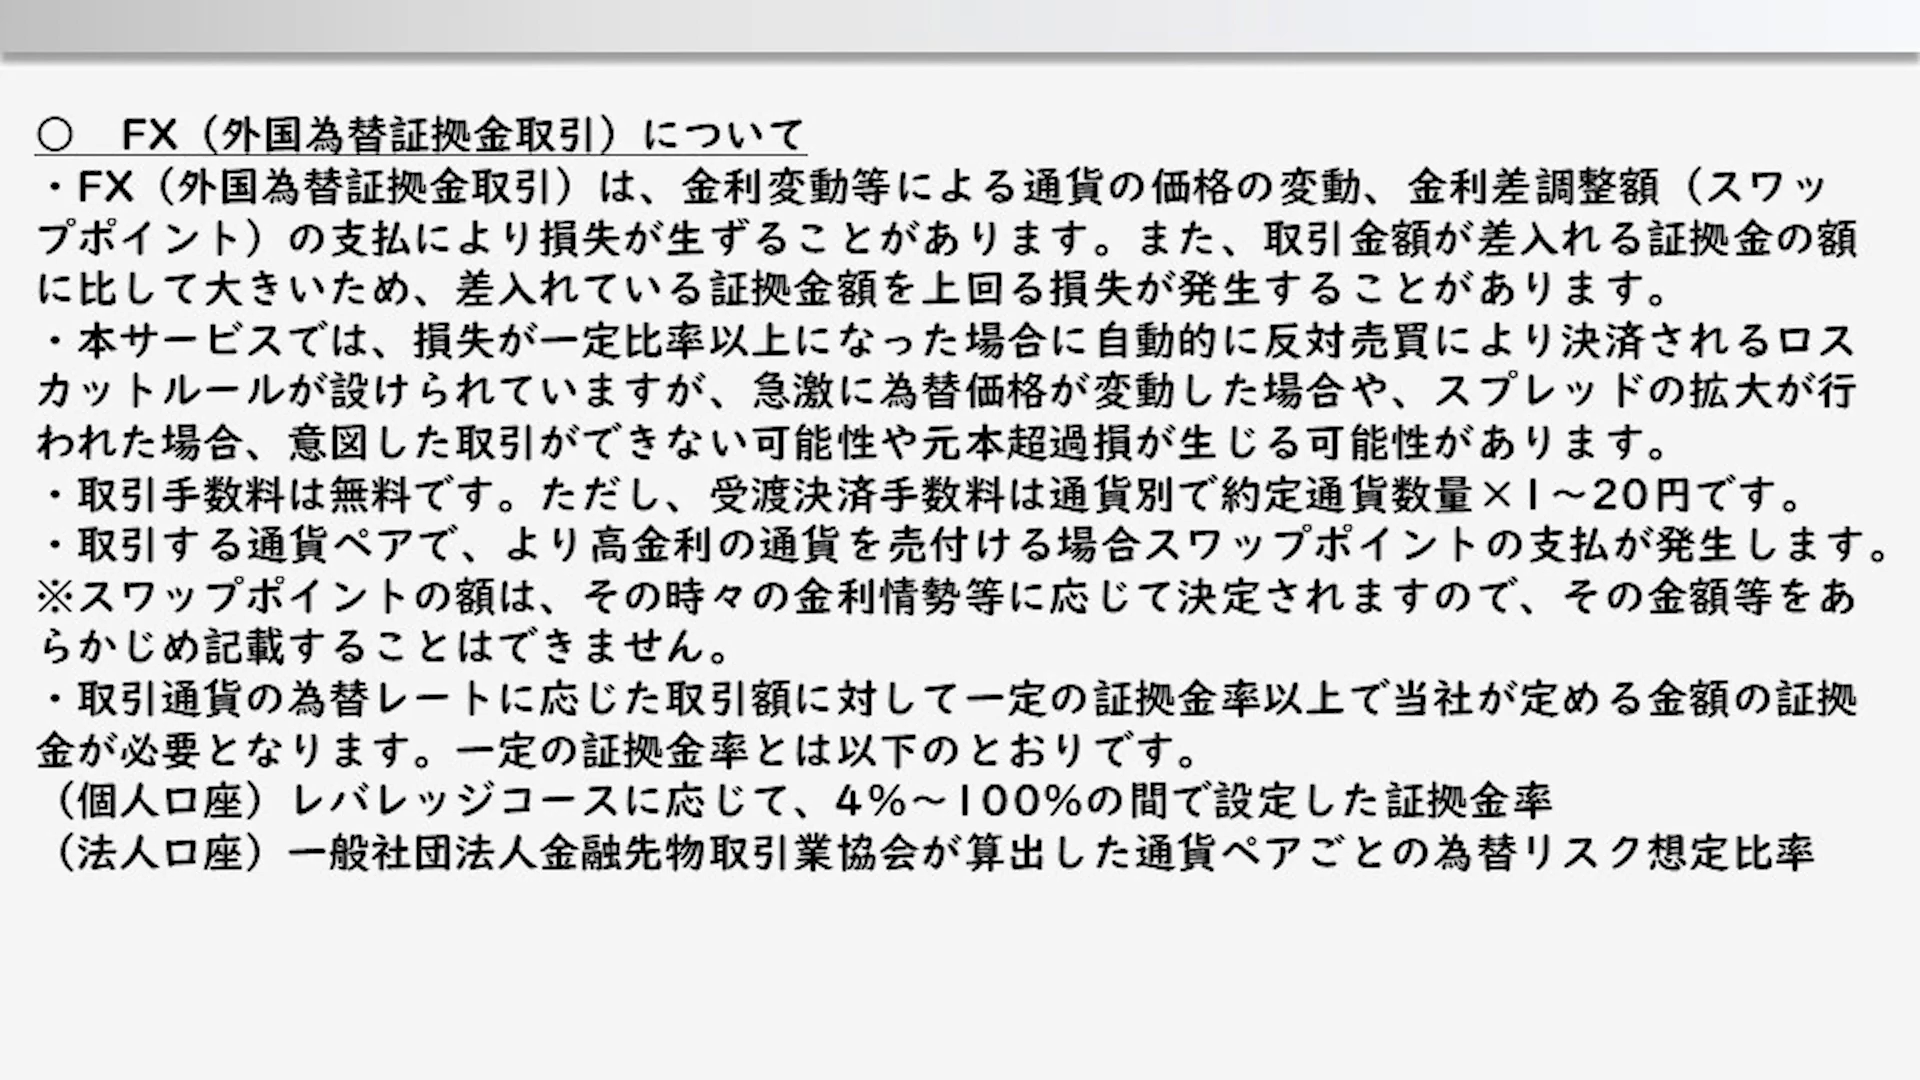 ○　FX（外国為替証拠金取引）について
・FX（外国為替証拠金取引）は、金利変動等による通貨の価格の変動、金利差調整額（スワッ
プポイント）の支払により損失が生ずることがあります。また、取引金額が差入れる証拠金の額
に比して大きいため、差入れている証拠金額を上回る損失が発生することがあります。
・本サービスでは、損失が一定比率以上になった場合に自動的に反対売買により決済されるロス
カットルールが設けられていますが、急激に為替価格が変動した場合や、スプレッドの拡大が行
われた場合、意図した取引ができない可能性や元本超過損が生じる可能性があります。
・取引手数料は無料です。ただし、受渡決済手数料は通貨別で約定通貨数量×1～20円です。
・取引する通貨ペアで、より高金利の通貨を売付ける場合スワップポイントの支払が発生します。
※スワップポイントの額は、その時々の金利情勢等に応じて決定されますので、その金額等をあ
らかじめ記載することはできません。
・取引通貨の為替レートに応じた取引額に対して一定の証拠金率以上で当社が定める金額の証拠
金が必要となります。一定の証拠金率とは以下のとおりです。
（個人口座）レバレッジコースに応じて、4%～100%の間で設定した証拠金率
（法人口座）一般社団法人金融先物取引業協会が算出した通貨ペアごとの為替リスク想定比率